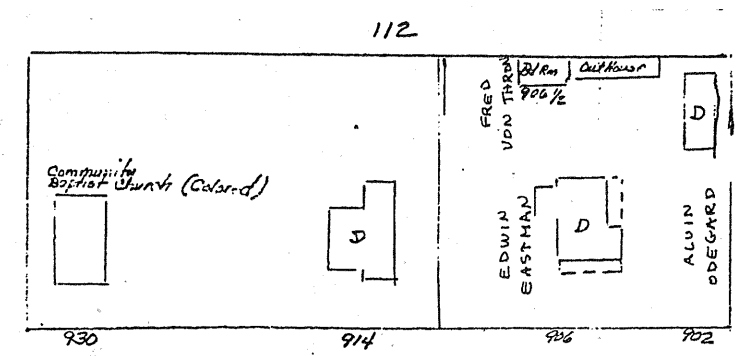 112
FRED
VON THRON
Bd Rm
906 1/2
Out House
D
Community
Baptist Church (Colored)
D
EDWIN
EASTMAN
D
ALVIN
ODEGARD
930
914
906
902